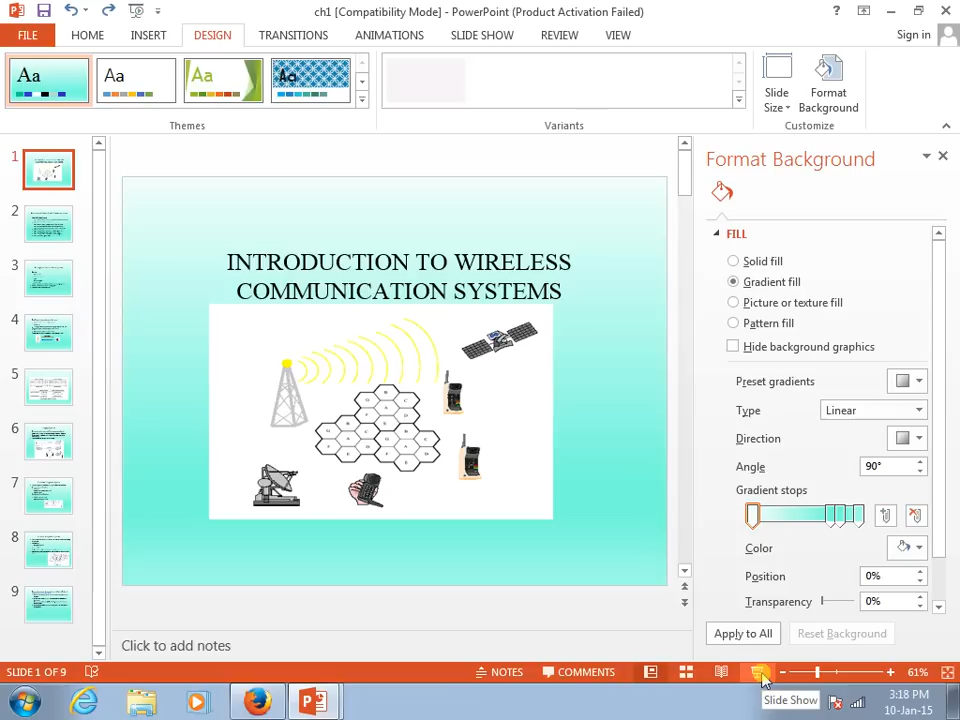 ch1 [Compatibility Mode] - PowerPoint (Product Activation Failed)
FILE HOME INSERT DESIGN TRANSITIONS ANIMATIONS SLIDE SHOW REVIEW VIEW Sign in
Aa Aa Aa Aa
Slide Size
Format Background
Themes Variants Customize
Format Background
FILL
Solid fill
Gradient fill
Picture or texture fill
Pattern fill
Hide background graphics
Preset gradients
Type Linear
Direction
Angle 90°
Gradient stops
Color
Position 0%
Transparency 0%
Apply to All Reset Background
1
2
3
4
5
6
7
8
9
INTRODUCTION TO WIRELESS
COMMUNICATION SYSTEMS
Click to add notes
SLIDE 1 OF 9 NOTES COMMENTS 61%
Slide Show
3:18 PM
10-Jan-15